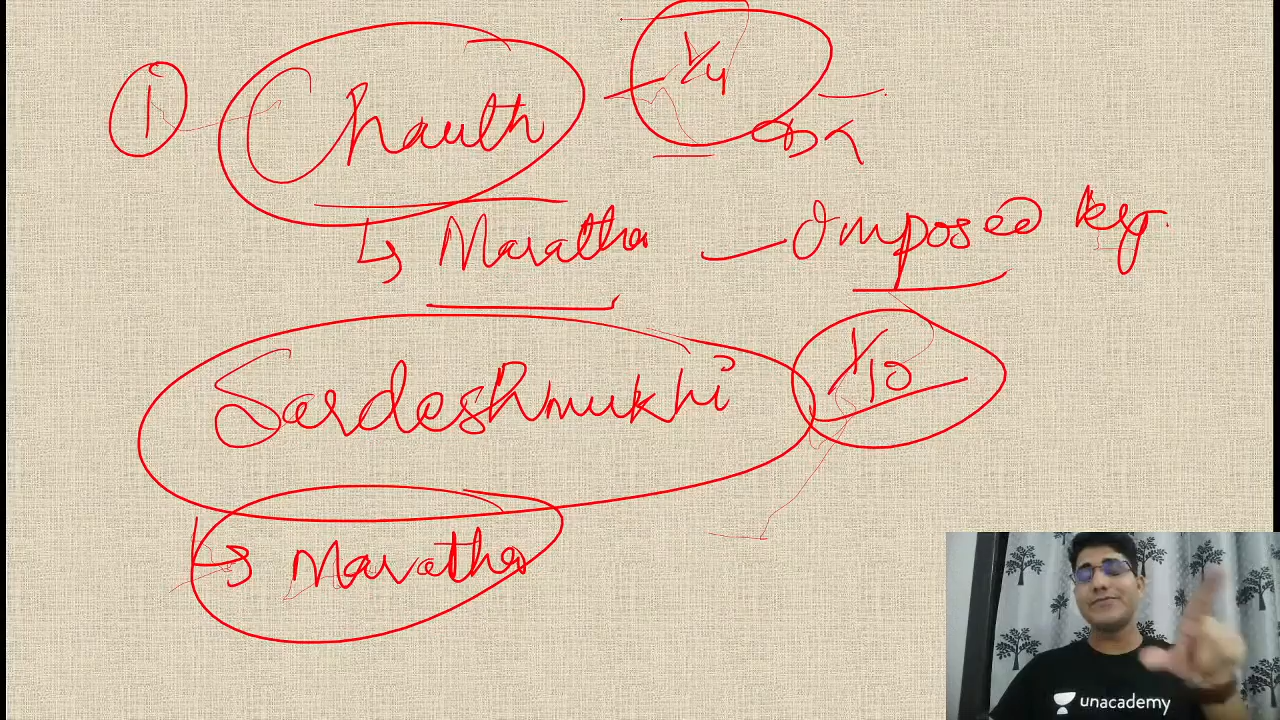 1 Chauth 1/4
Maratha - Imposed
Sardeshmukhi 1/10
Maratha
unacademy